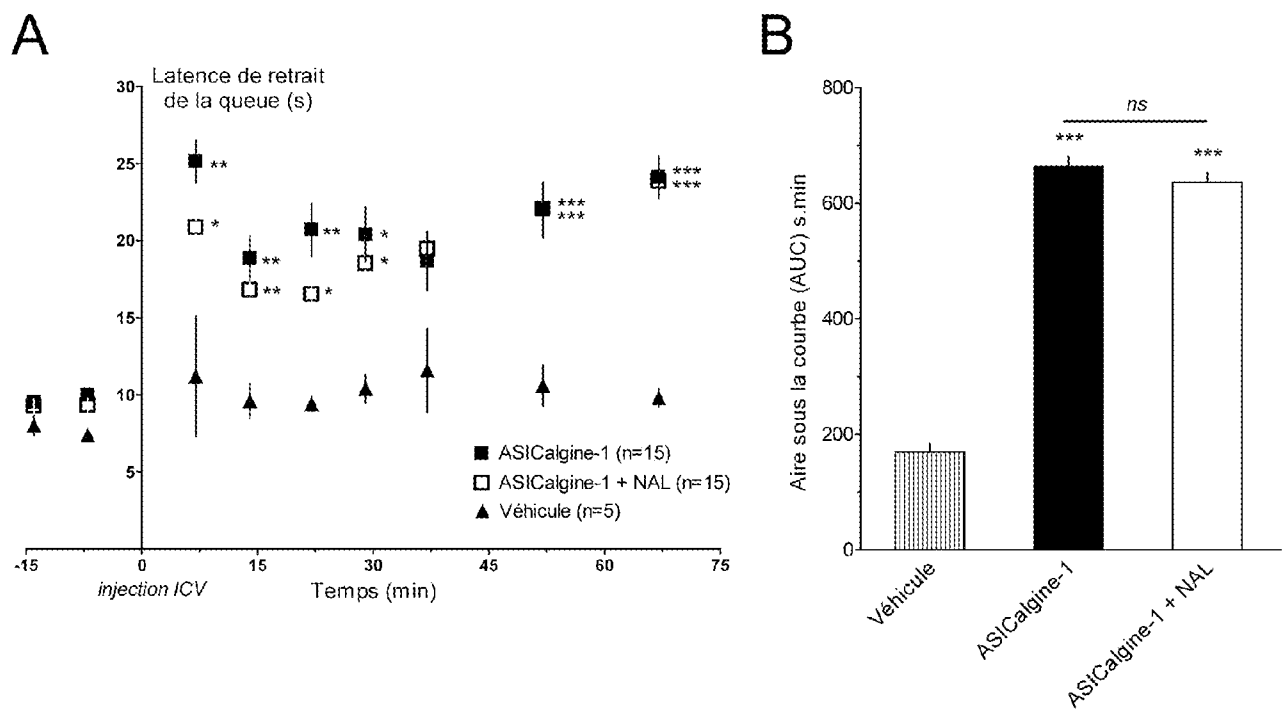 A
Latence de retrait
de la queue (s)
30
25
20
15
10
5
**
*
**
**
**
*
*
*
***
***
***
***
ASICalgine-1 (n=15)
ASICalgine-1 + NAL (n=15)
Véhicule (n=5)
-15
0
15
30
45
60
75
injection ICV
Temps (min)
B
Aire sous la courbe (AUC) s.min
800
600
400
200
0
ns
***
***
Véhicule
ASICalgine-1
ASICalgine-1 + NAL